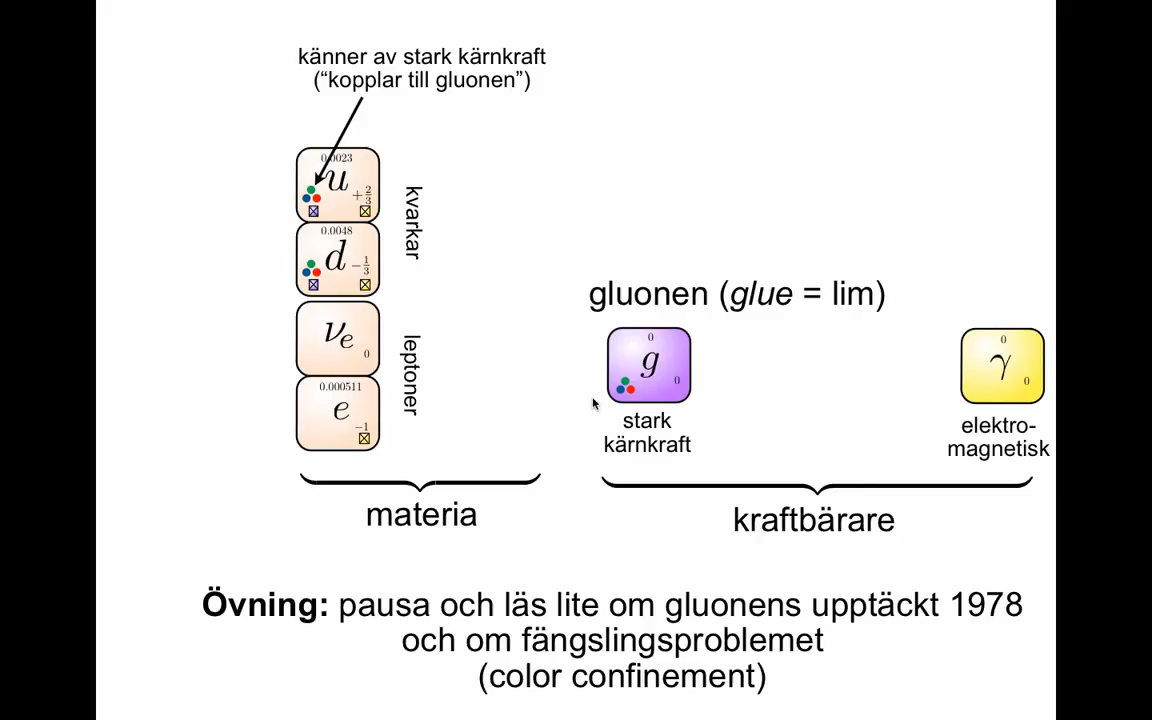 känner av stark kärnkraft
(“kopplar till gluonen”)
0.0023
u
+2/3
0.0048
d
−1/3
kvarkar
νe
0
0.000511
e
−1
leptoner
gluonen (glue = lim)
0
g
0
stark
kärnkraft
0
γ
0
elektro-
magnetisk
materia
kraftbärare
Övning: pausa och läs lite om gluonens upptäckt 1978
och om fängslingsproblemet
(color confinement)